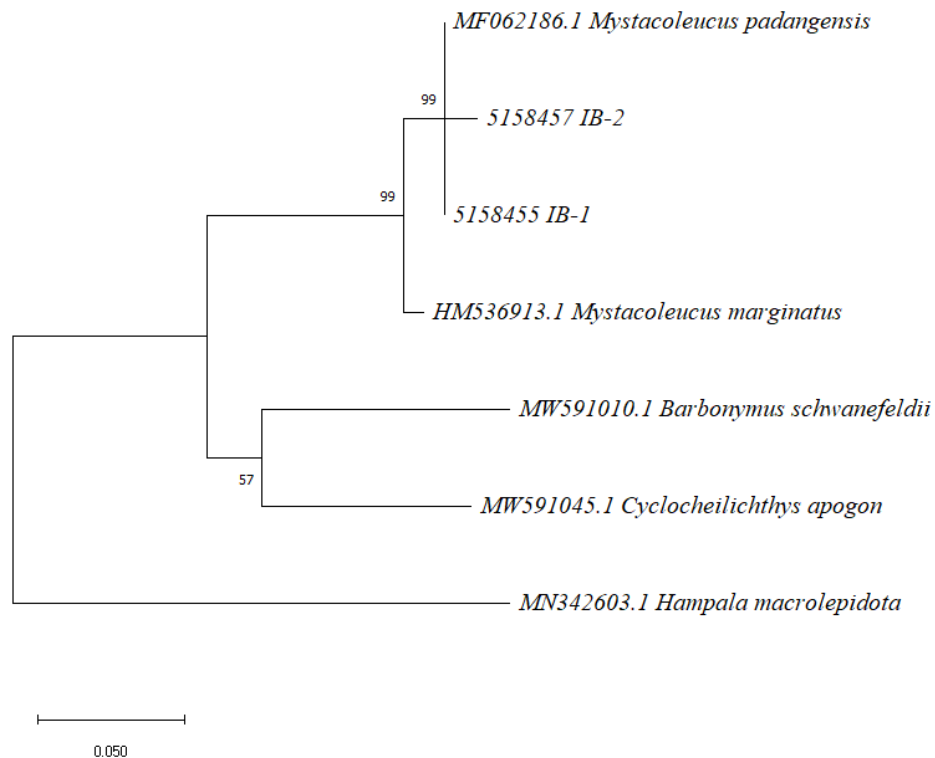 MF062186.1 Mystacoleucus padangensis
99
5158457 IB-2
99
5158455 IB-1
HM536913.1 Mystacoleucus marginatus
MW591010.1 Barbonymus schwanefeldii
57
MW591045.1 Cyclocheilichthys apogon
MN342603.1 Hampala macrolepidota
0.050